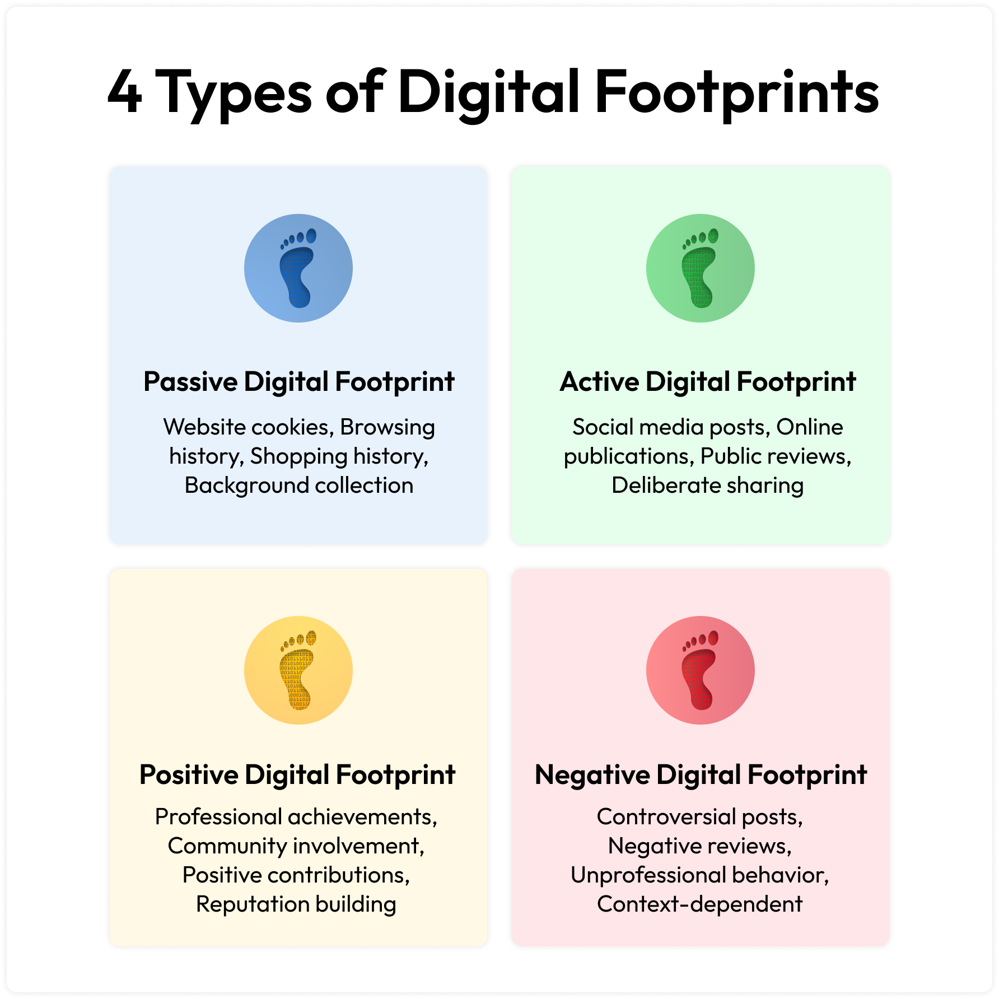 4 Types of Digital Footprints
Passive Digital Footprint
Website cookies, Browsing
history, Shopping history,
Background collection
Active Digital Footprint
Social media posts, Online
publications, Public reviews,
Deliberate sharing
Positive Digital Footprint
Professional achievements,
Community involvement,
Positive contributions,
Reputation building
Negative Digital Footprint
Controversial posts,
Negative reviews,
Unprofessional behavior,
Context-dependent